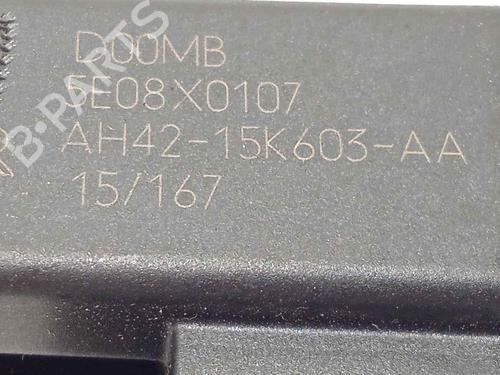 D00MB
5E08X0107
AH42-15K603-AA
15/167
B-PARTS